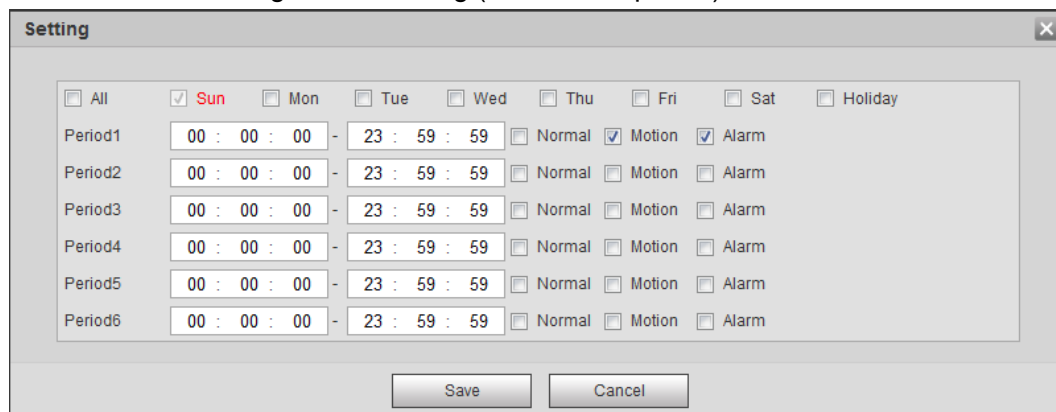 Setting
All Sun Mon Tue Wed Thu Fri Sat Holiday
Period1 00 : 00 : 00 - 23 : 59 : 59 Normal Motion Alarm
Period2 00 : 00 : 00 - 23 : 59 : 59 Normal Motion Alarm
Period3 00 : 00 : 00 - 23 : 59 : 59 Normal Motion Alarm
Period4 00 : 00 : 00 - 23 : 59 : 59 Normal Motion Alarm
Period5 00 : 00 : 00 - 23 : 59 : 59 Normal Motion Alarm
Period6 00 : 00 : 00 - 23 : 59 : 59 Normal Motion Alarm
Save Cancel